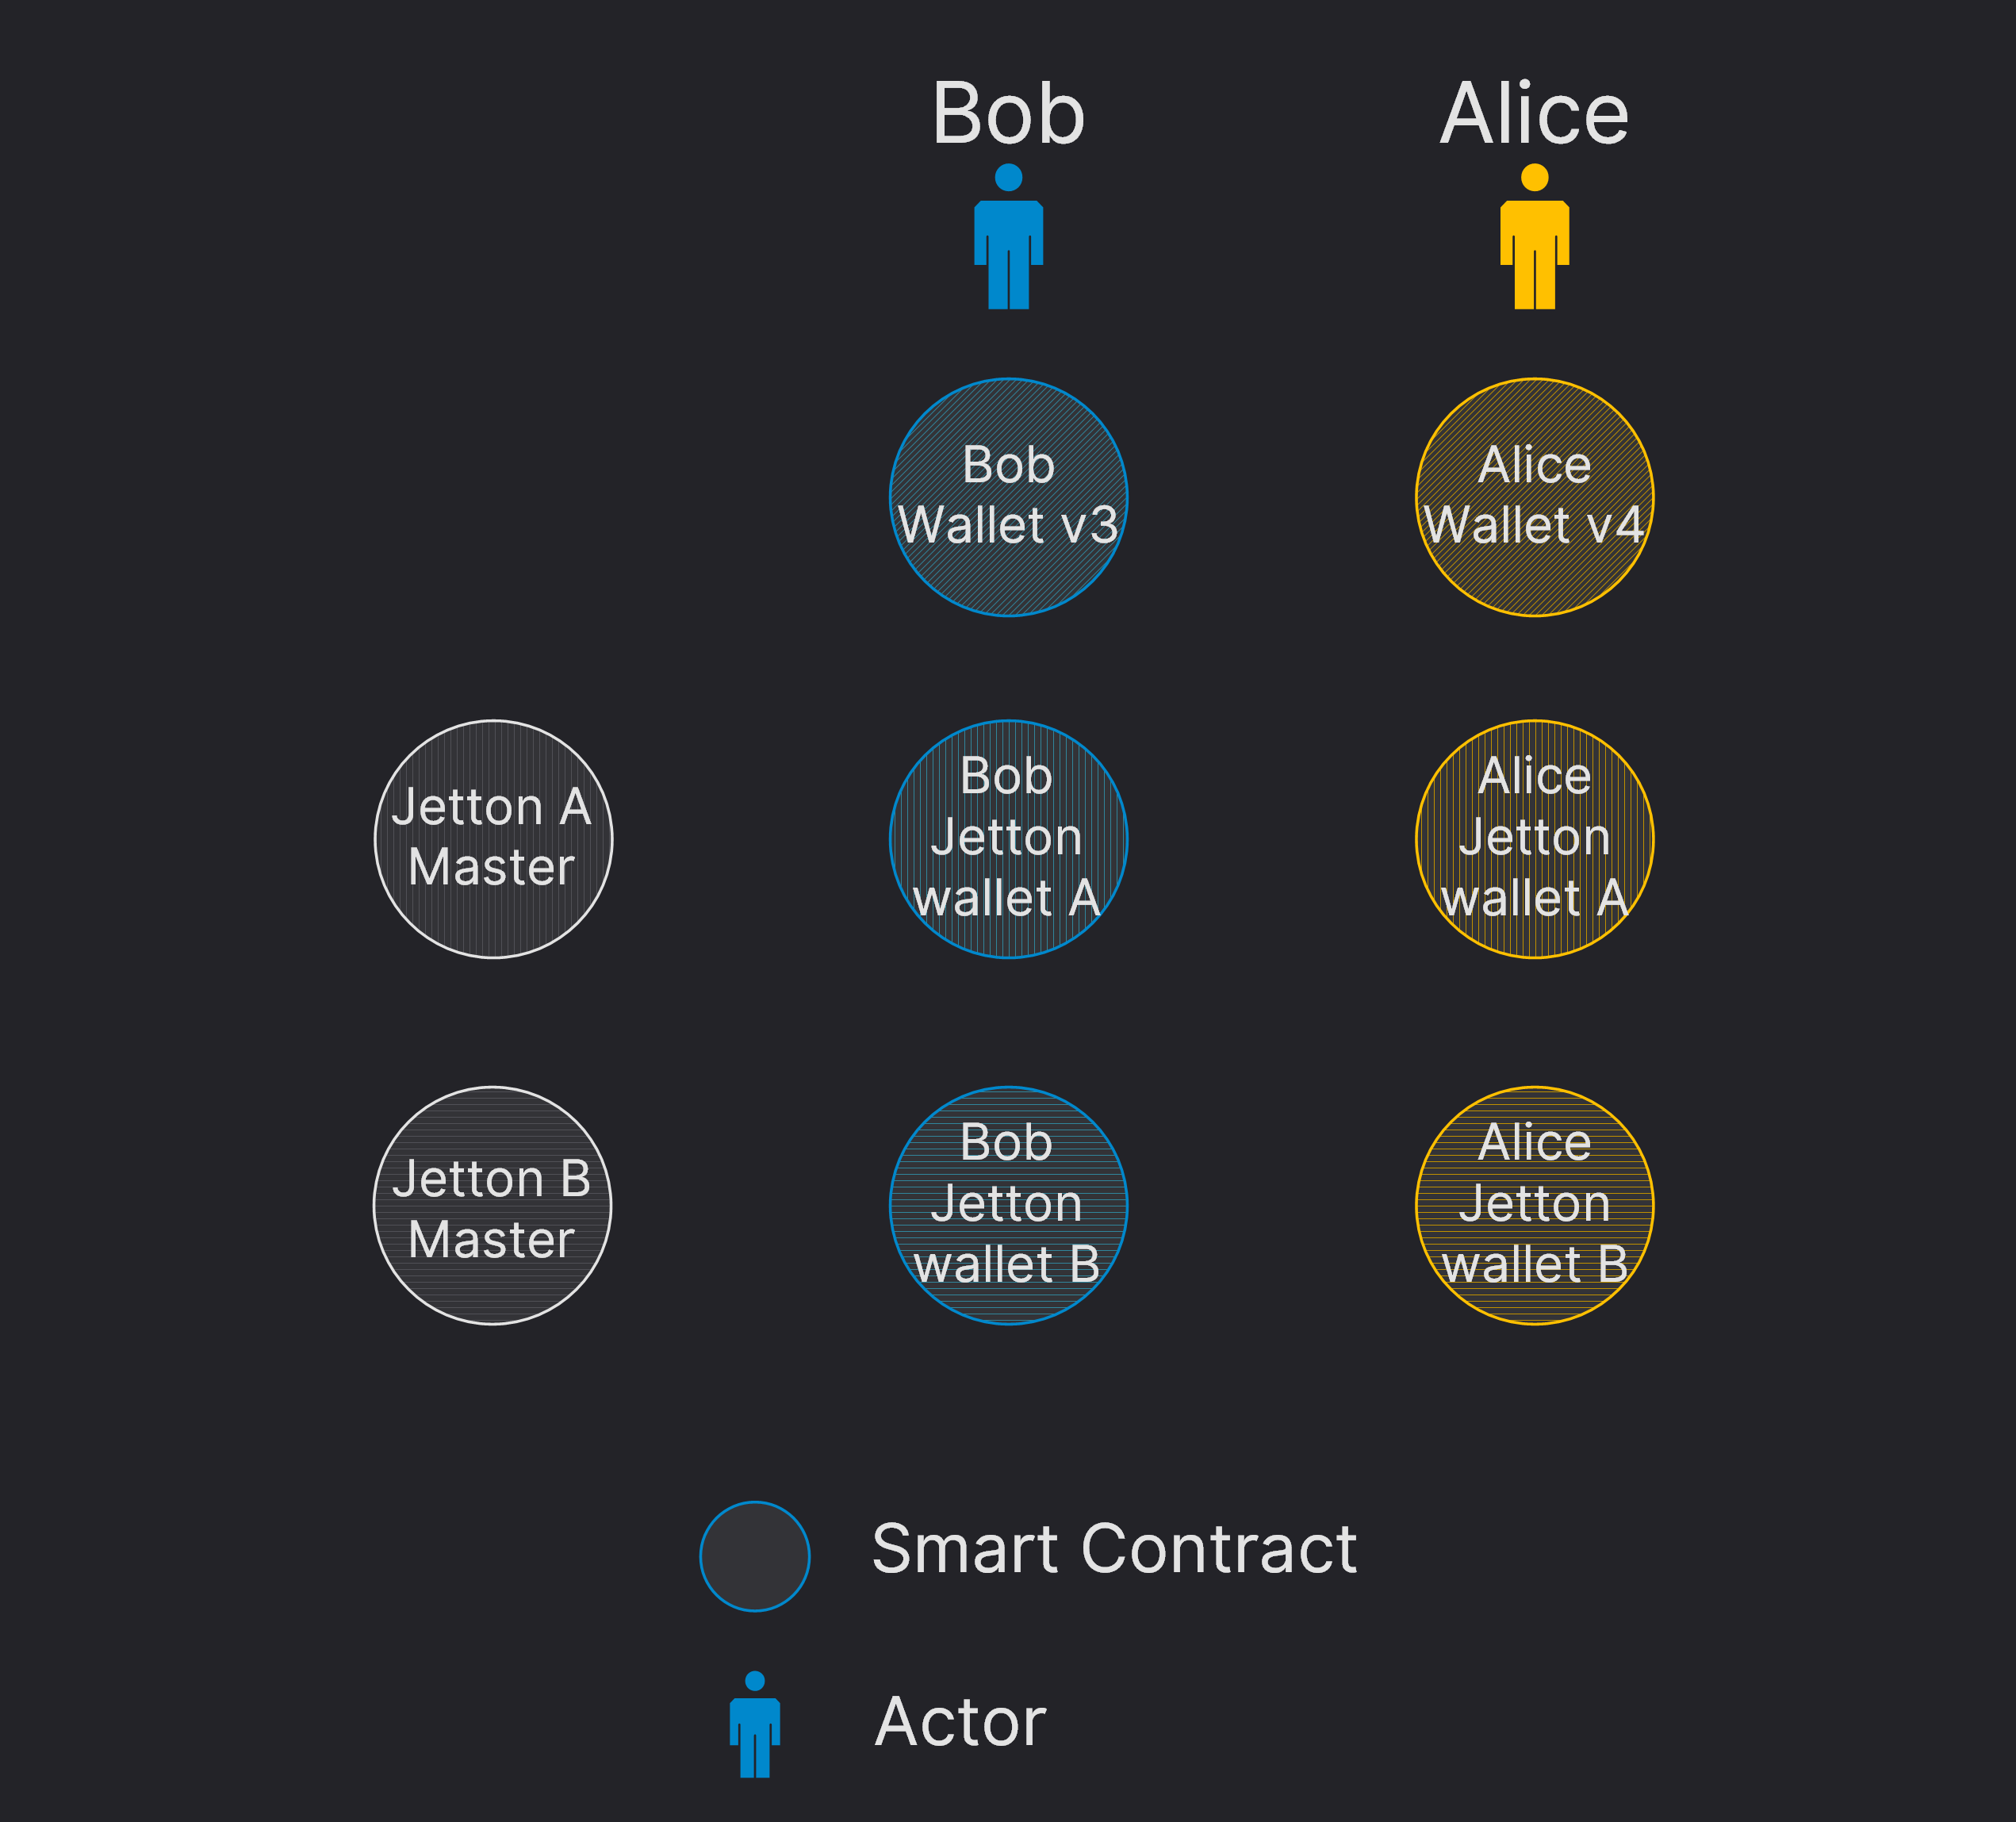 Bob
Alice
Bob
Wallet v3
Alice
Wallet v4
Jetton A
Master
Bob
Jetton
wallet A
Alice
Jetton
wallet A
Jetton B
Master
Bob
Jetton
wallet B
Alice
Jetton
wallet B
Smart Contract
Actor